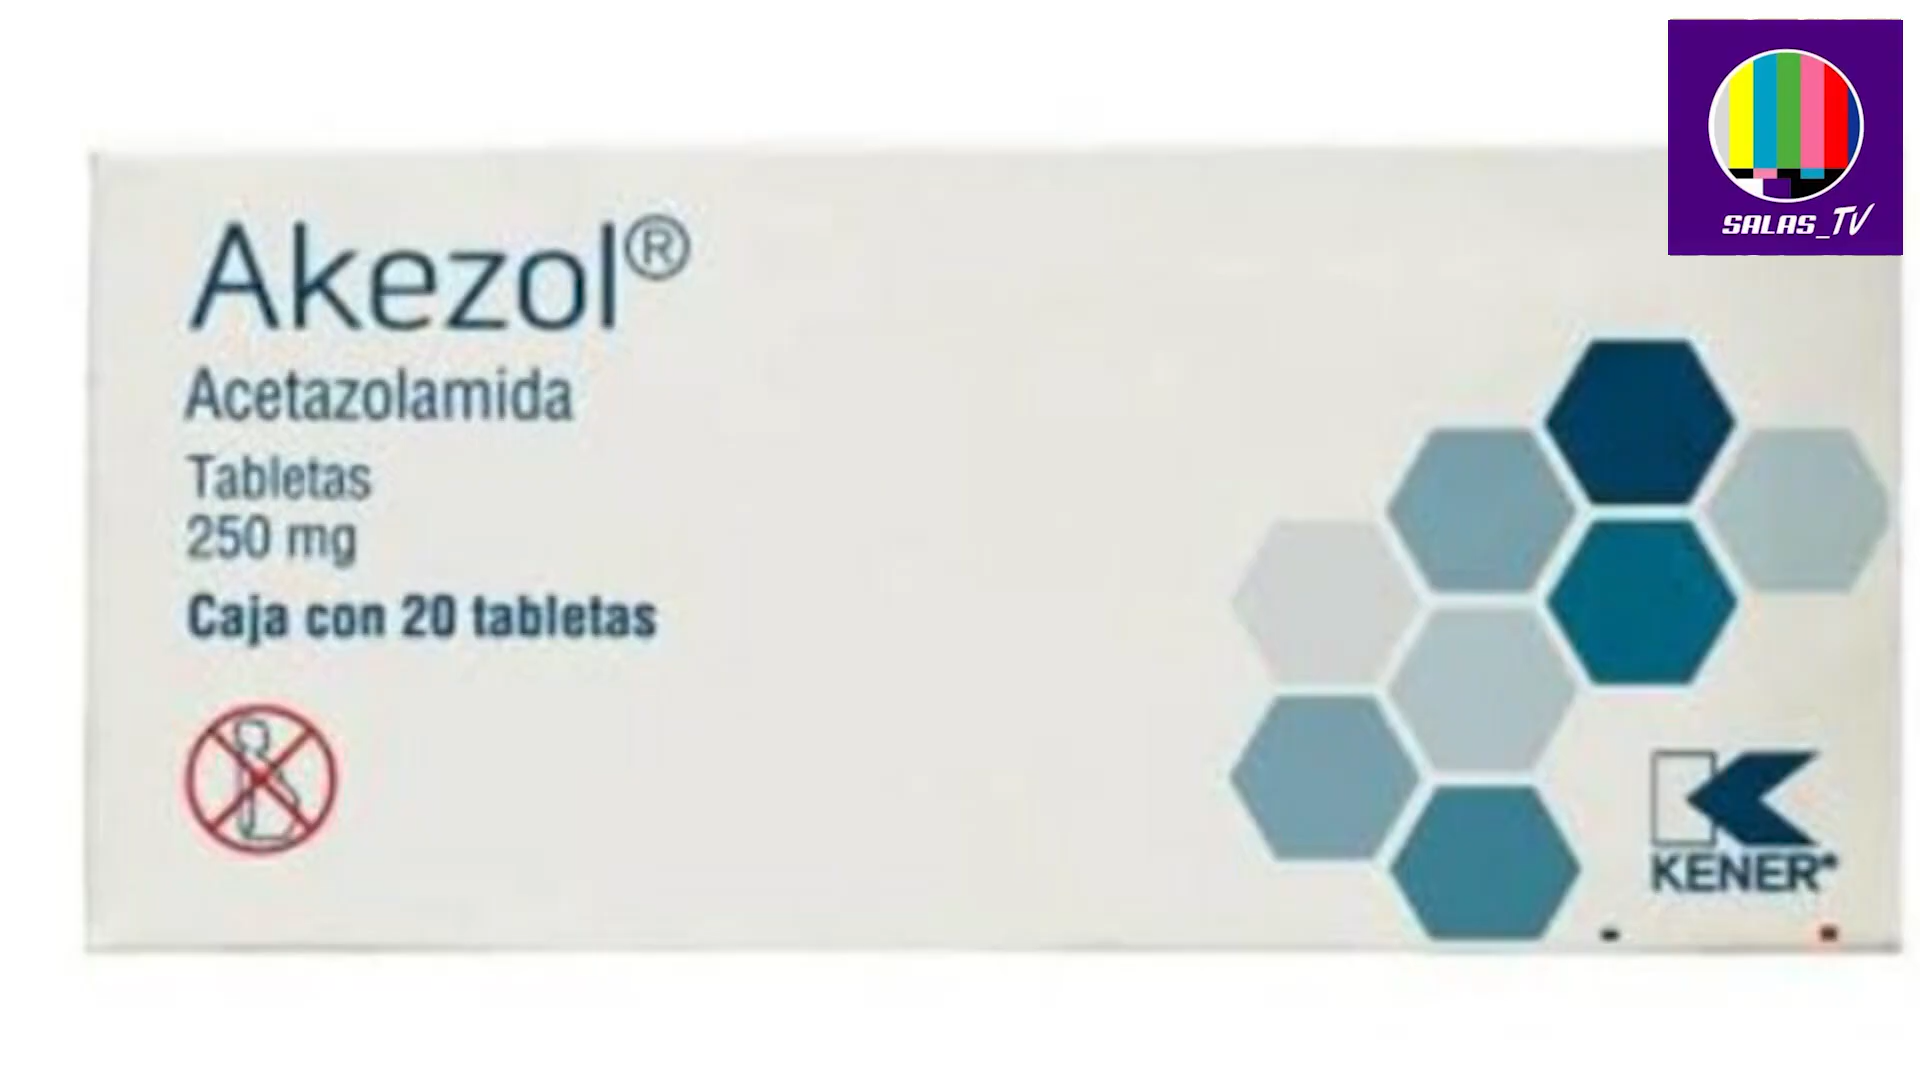 Akezol®
Acetazolamida
Tabletas
250 mg
Caja con 20 tabletas
KENER®
SALAS_TV